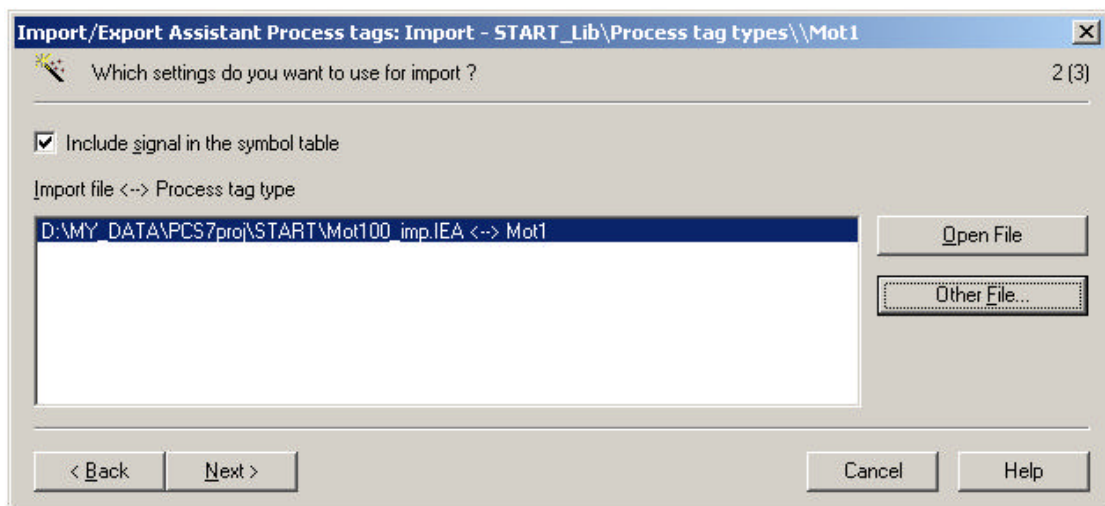 Import/Export Assistant Process tags: Import - START_Lib\Process tag types\\Mot1
Which settings do you want to use for import ?
2 (3)
Include signal in the symbol table
Import file <--> Process tag type
D:\MY_DATA\PCS7proj\START\Mot100_imp.IEA <--> Mot1
Open File
Other File...
< Back
Next >
Cancel
Help